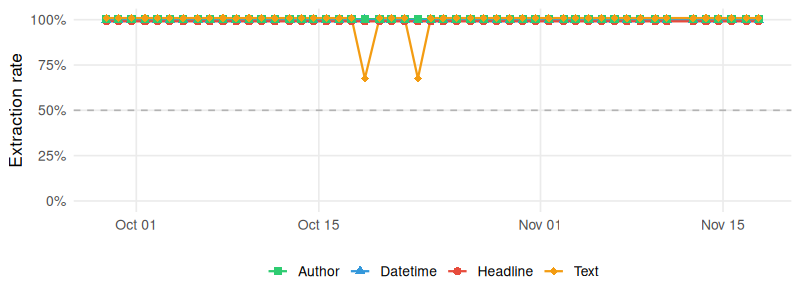 100%
75%
50%
25%
0%
Extraction rate
Oct 01 Oct 15 Nov 01 Nov 15
Author Datetime Headline Text